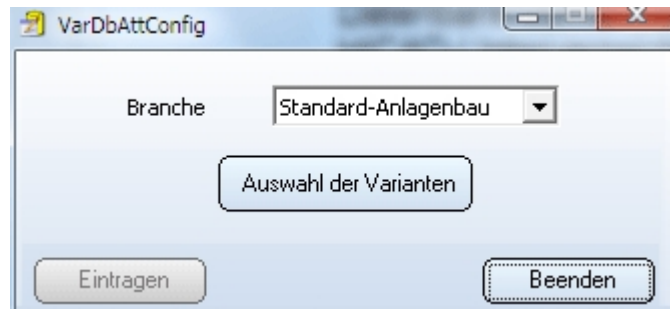 VarDbAttConfig
Branche Standard-Anlagenbau
Auswahl der Varianten
Eintragen Beenden